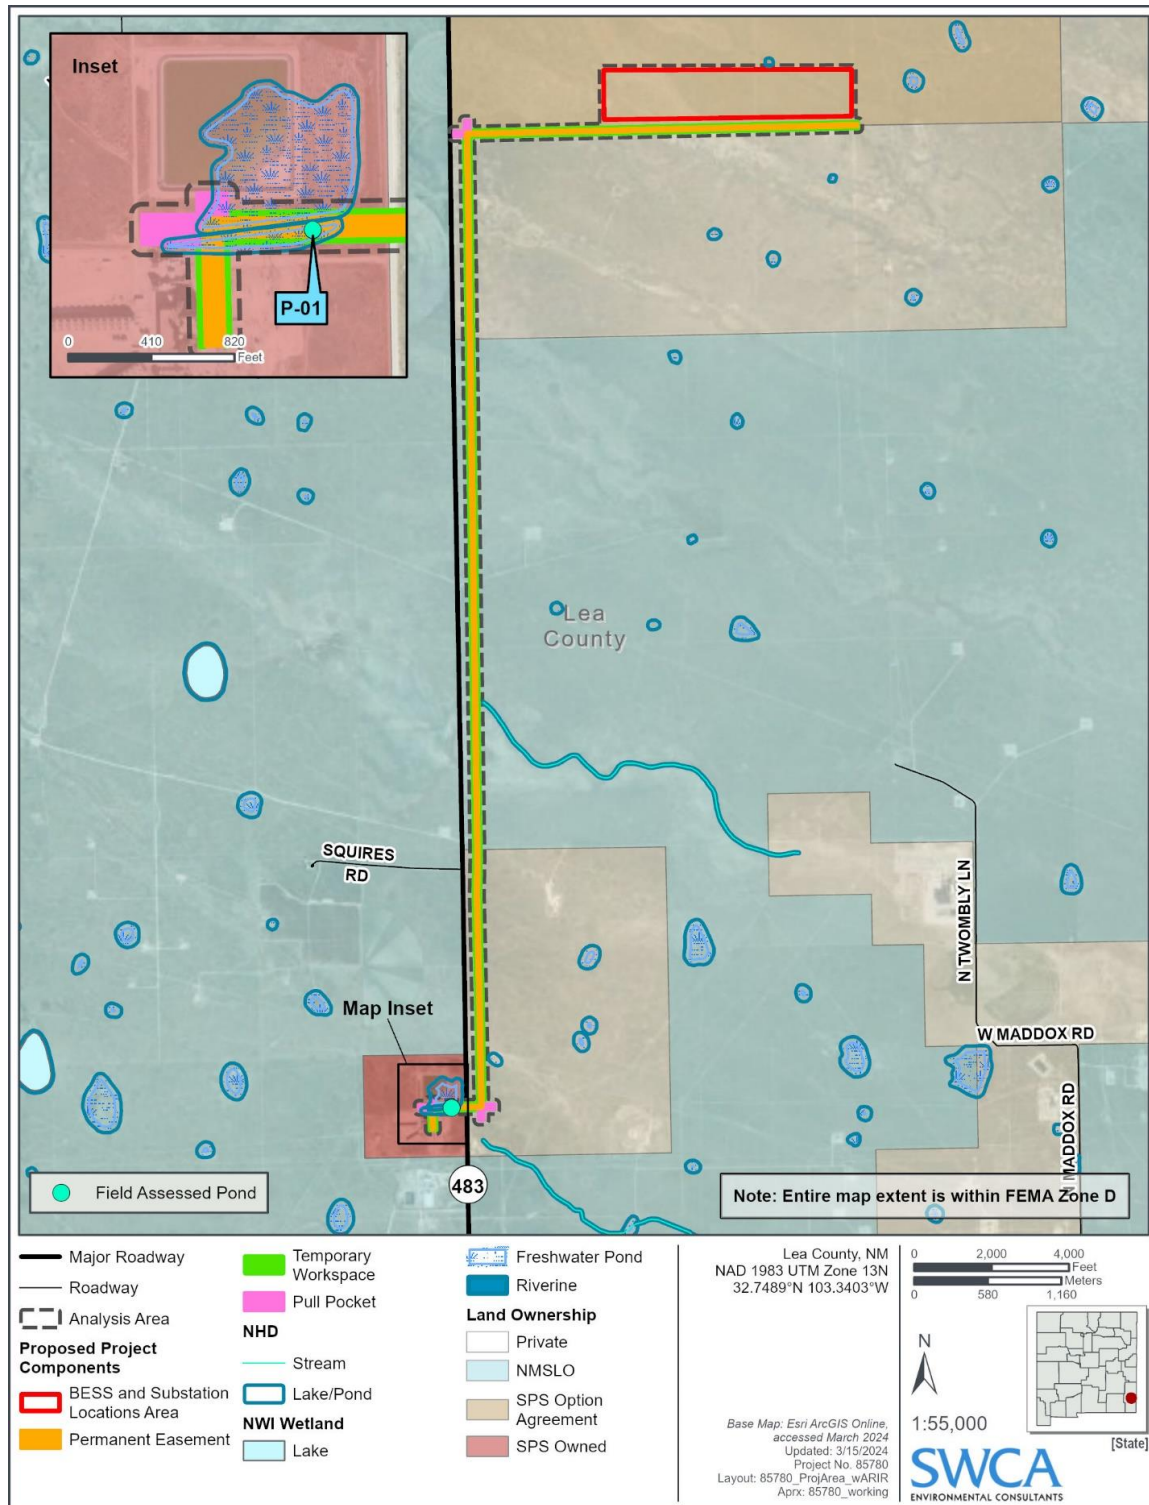 Inset
P-01
0 410 820
Feet
Lea
County
SQUIRES
RD
N TWOMBLY LN
Map Inset
W MADDOX RD
MADDOX RD
483
Field Assessed Pond
Note: Entire map extent is within FEMA Zone D
Major Roadway
Roadway
Analysis Area
Proposed Project
Components
BESS and Substation
Locations Area
Permanent Easement
Temporary
Workspace
Pull Pocket
NHD
Stream
Lake/Pond
NWI Wetland
Lake
Freshwater Pond
Riverine
Land Ownership
Private
NMSLO
SPS Option
Agreement
SPS Owned
Lea County, NM
NAD 1983 UTM Zone 13N
32.7489°N 103.3403°W
Base Map: Esri ArcGIS Online,
accessed March 2024
Updated: 3/15/2024
Project No. 85780
Layout: 85780_ProjArea_wARIR
Aprx: 85780_working
0 2,000 4,000
Feet
Meters
0 580 1,160
N
1:55,000
[State]
SWCA
ENVIRONMENTAL CONSULTANTS